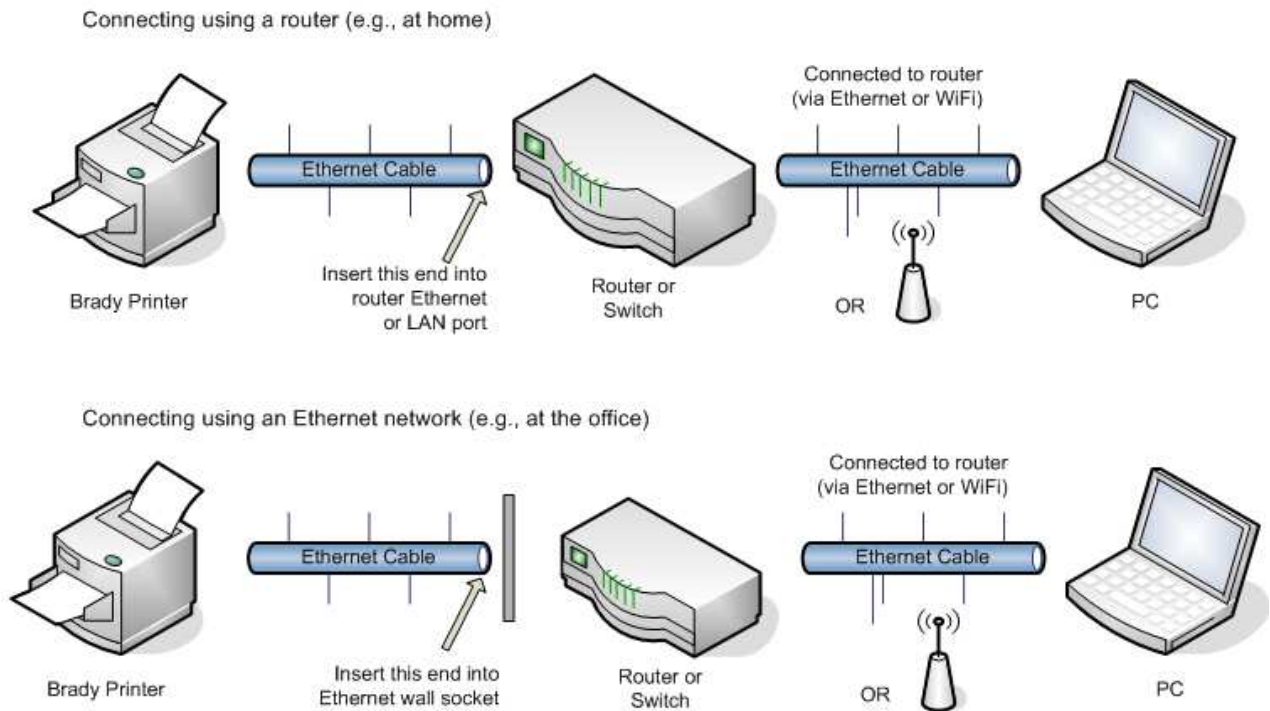 Connecting using a router (e.g., at home)
Connected to router
(via Ethernet or WiFi)
Ethernet Cable
Ethernet Cable
Insert this end into
router Ethernet
or LAN port
Brady Printer
Router or
Switch
OR
PC
Connecting using an Ethernet network (e.g., at the office)
Connected to router
(via Ethernet or WiFi)
Ethernet Cable
Ethernet Cable
Insert this end into
Ethernet wall socket
Brady Printer
Router or
Switch
OR
PC